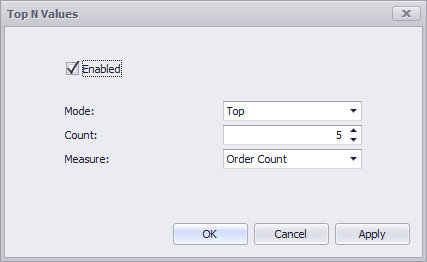 Top N Values
Enabled
Mode: Top
Count: 5
Measure: Order Count
OK Cancel Apply